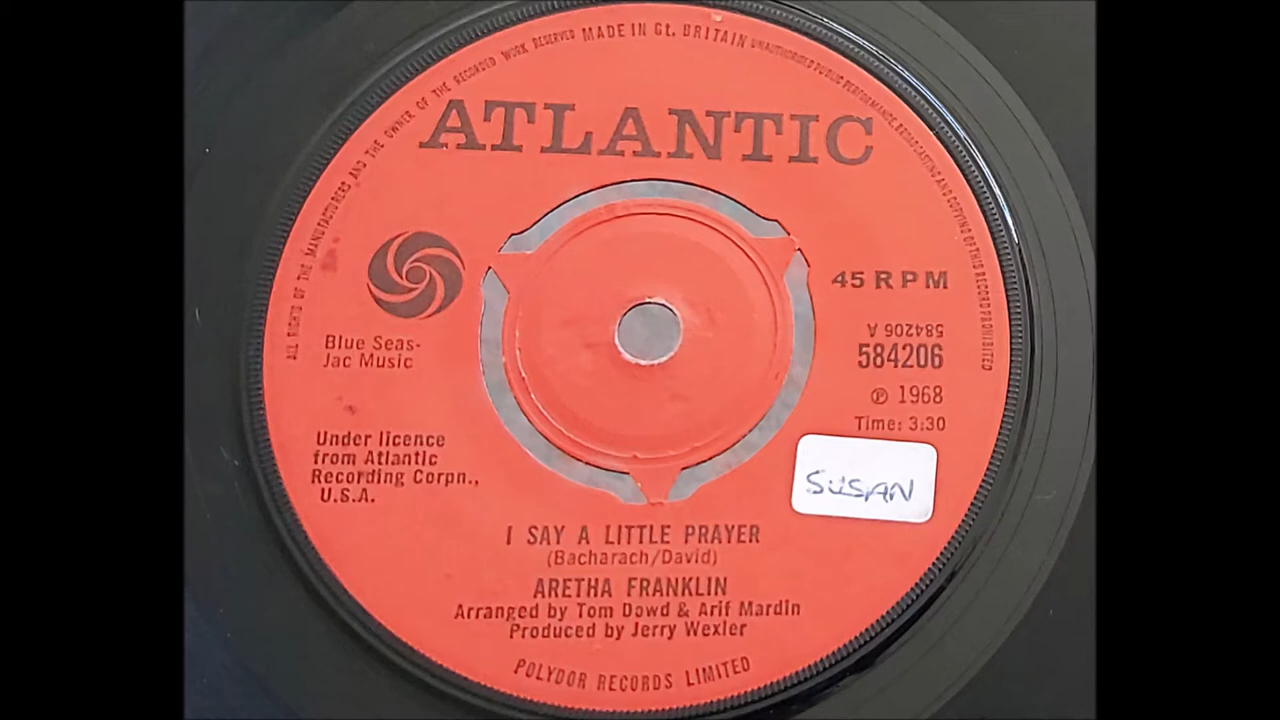 ALL RIGHTS OF THE MANUFACTURERS AND THE OWNER OF THE RECORDED WORK RESERVED MADE IN Gt. BRITAIN UNAUTHORISED PUBLIC PERFORMANCE, BROADCASTING AND COPYING OF THIS RECORD PROHIBITED
ATLANTIC
45 RPM
584206 A
584206
Blue Seas-
Jac Music
℗ 1968
Time: 3:30
Under licence
from Atlantic
Recording Corpn.,
U.S.A.
SUSAN
I SAY A LITTLE PRAYER
(Bacharach/David)
ARETHA FRANKLIN
Arranged by Tom Dowd & Arif Mardin
Produced by Jerry Wexler
POLYDOR RECORDS LIMITED